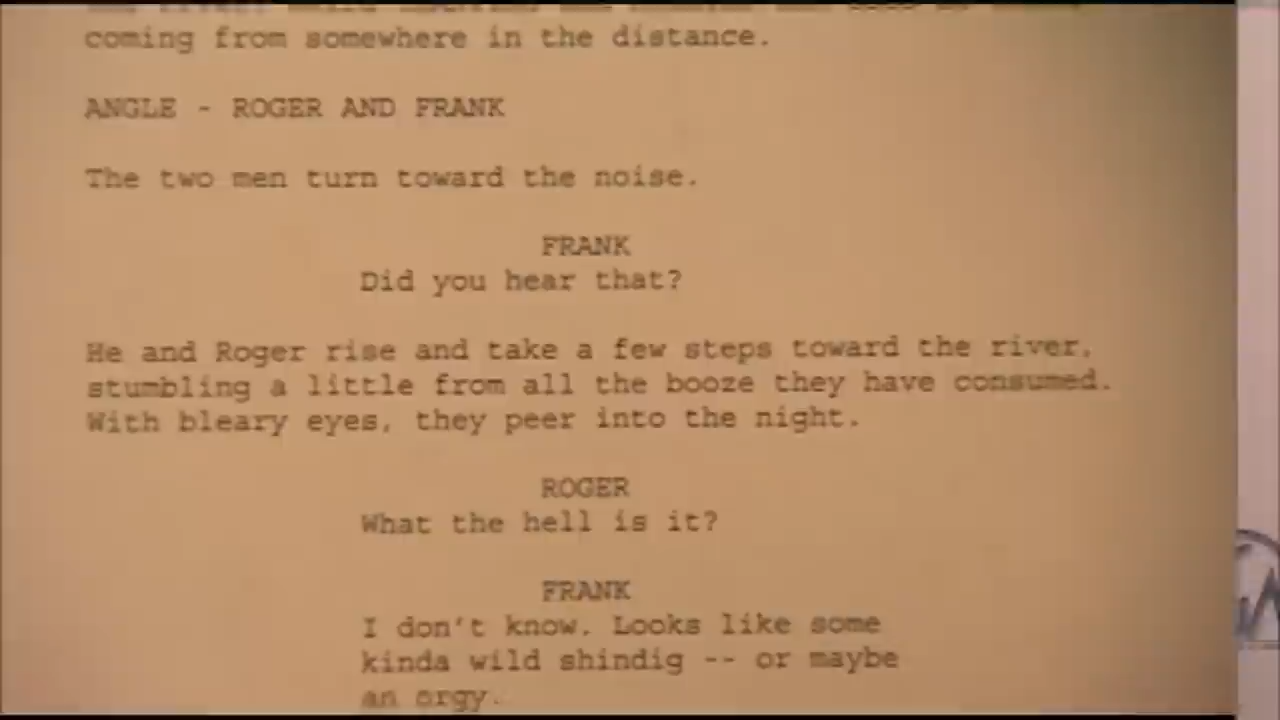 coming from somewhere in the distance.
ANGLE - ROGER AND FRANK
The two men turn toward the noise.
FRANK
Did you hear that?
He and Roger rise and take a few steps toward the river,
stumbling a little from all the booze they have consumed.
With bleary eyes, they peer into the night.
ROGER
What the hell is it?
FRANK
I don't know. Looks like some
kinda wild shindig -- or maybe
an orgy.